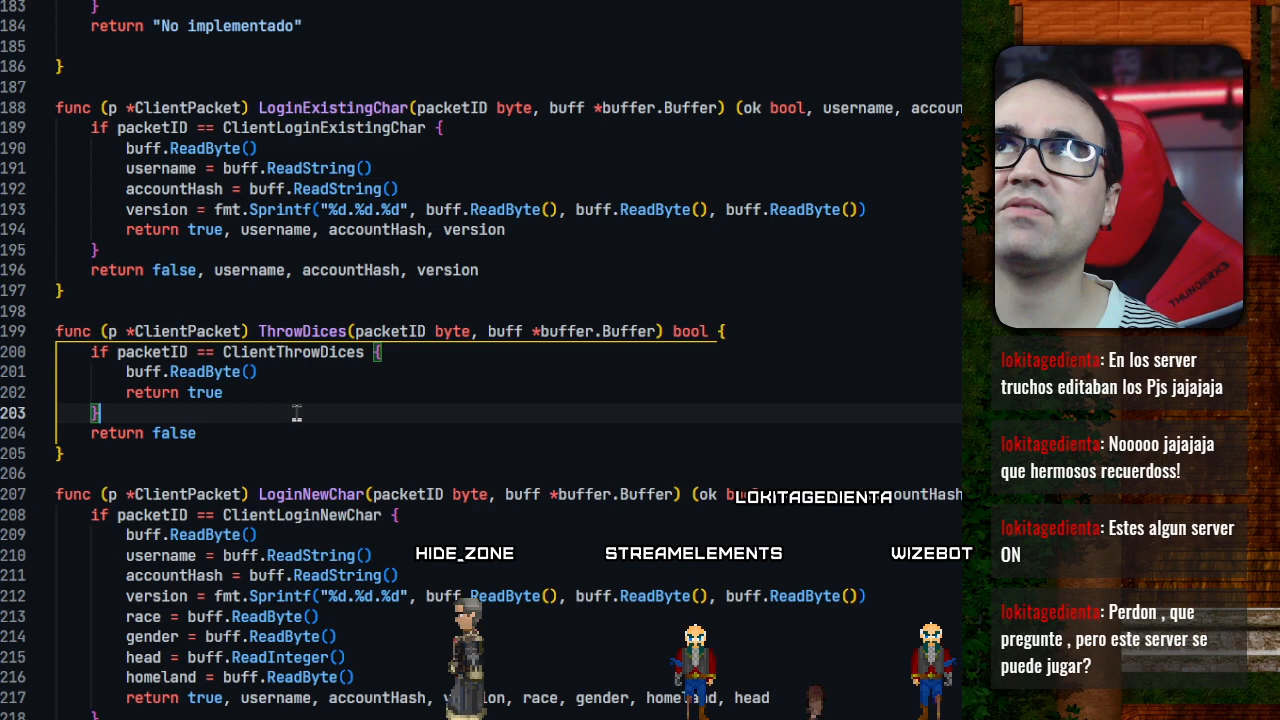 183 }
184 return "No implementado"
185
186 }
187
188 func (p *ClientPacket) LoginExistingChar(packetID byte, buff *buffer.Buffer) (ok bool, username, accoun
189 if packetID == ClientLoginExistingChar {
190 buff.ReadByte()
191 username = buff.ReadString()
192 accountHash = buff.ReadString()
193 version = fmt.Sprintf("%d.%d.%d", buff.ReadByte(), buff.ReadByte(), buff.ReadByte())
194 return true, username, accountHash, version
195 }
196 return false, username, accountHash, version
197 }
198
199 func (p *ClientPacket) ThrowDices(packetID byte, buff *buffer.Buffer) bool {
200 if packetID == ClientThrowDices {
201 buff.ReadByte()
202 return true
203 }
204 return false
205 }
206
207 func (p *ClientPacket) LoginNewChar(packetID byte, buff *buffer.Buffer) (ok b ountHash
208 if packetID == ClientLoginNewChar {
209 buff.ReadByte()
210 username = buff.ReadString()
211 accountHash = buff.ReadString()
212 version = fmt.Sprintf("%d.%d.%d", buff.ReadByte(), buff.ReadByte(), buff.ReadByte())
213 race = buff.ReadByte()
214 gender = buff.ReadByte()
215 head = buff.ReadInteger()
216 homeland = buff.ReadByte()
217 return true, username, accountHash, version, race, gender, homeland, head
218 }
LOKITAGEDIENTA
HIDE_ZONE
STREAMELEMENTS
WIZEBOT
THUNDERX3
lokitagedienta: En los server
truchos editaban los Pjs jajajaja
lokitagedienta: Nooooo jajajaja
que hermosos recuerdoss!
lokitagedienta: Estes algun server
ON
lokitagedienta: Perdon , que
pregunte , pero este server se
puede jugar?